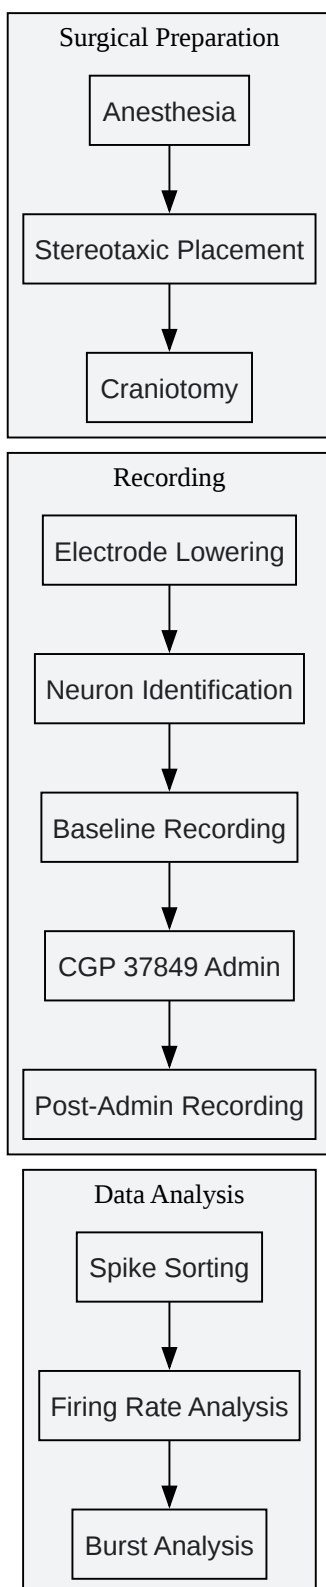 Surgical Preparation
Anesthesia
Stereotaxic Placement
Craniotomy
Recording
Electrode Lowering
Neuron Identification
Baseline Recording
CGP 37849 Admin
Post-Admin Recording
Data Analysis
Spike Sorting
Firing Rate Analysis
Burst Analysis